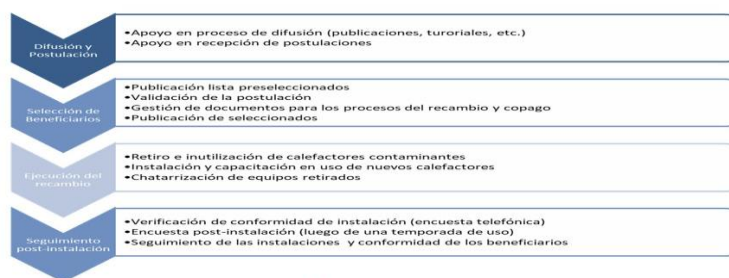 Difusión y
Postulación
•Apoyo en proceso de difusión (publicaciones, turoriales, etc.)
•Apoyo en recepción de postulaciones
Selección de
Beneficiarios
•Publicación lista preseleccionados
•Validación de la postulación
•Gestión de documentos para los procesos del recambio y copago
•Publicación de seleccionados
Ejecución del
recambio
•Retiro e inutilización de calefactores contaminantes
•Instalación y capacitación en uso de nuevos calefactores
•Chatarrización de equipos retirados
Seguimiento
post-instalación
•Verificación de conformidad de instalación (encuesta telefónica)
•Encuesta post-instalación (luego de una temporada de uso)
•Seguimiento de las instalaciones y conformidad de los beneficiarios